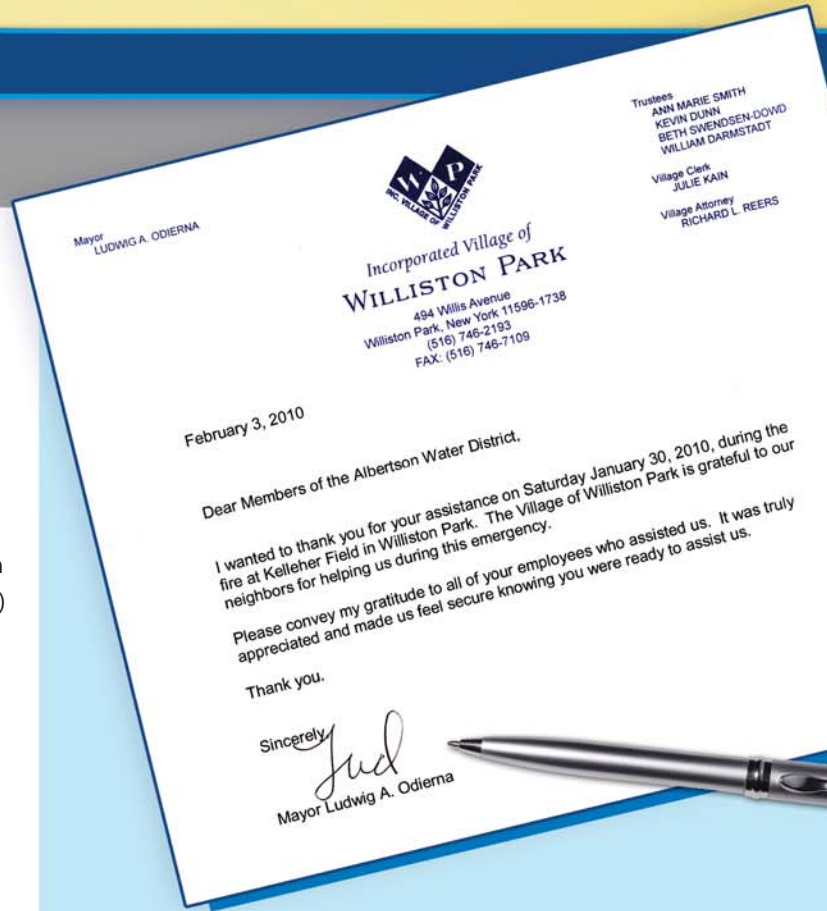 Mayor
LUDWIG A. ODIERNA
W P
INC. VILLAGE OF WILLISTON PARK
Incorporated Village of
WILLISTON PARK
494 Willis Avenue
Williston Park, New York 11596-1738
(516) 746-2193
FAX: (516) 746-7109
Trustees
ANN MARIE SMITH
KEVIN DUNN
BETH SWENDSEN-DOWD
WILLIAM DARMSTADT
Village Clerk
JULIE KAIN
Village Attorney
RICHARD L. REERS
February 3, 2010
Dear Members of the Albertson Water District,
I wanted to thank you for your assistance on Saturday January 30, 2010, during the
fire at Kelleher Field in Williston Park. The Village of Williston Park is grateful to our
neighbors for helping us during this emergency.
Please convey my gratitude to all of your employees who assisted us. It was truly
appreciated and made us feel secure knowing you were ready to assist us.
Thank you.
Sincerely,
Mayor Ludwig A. Odierna
)